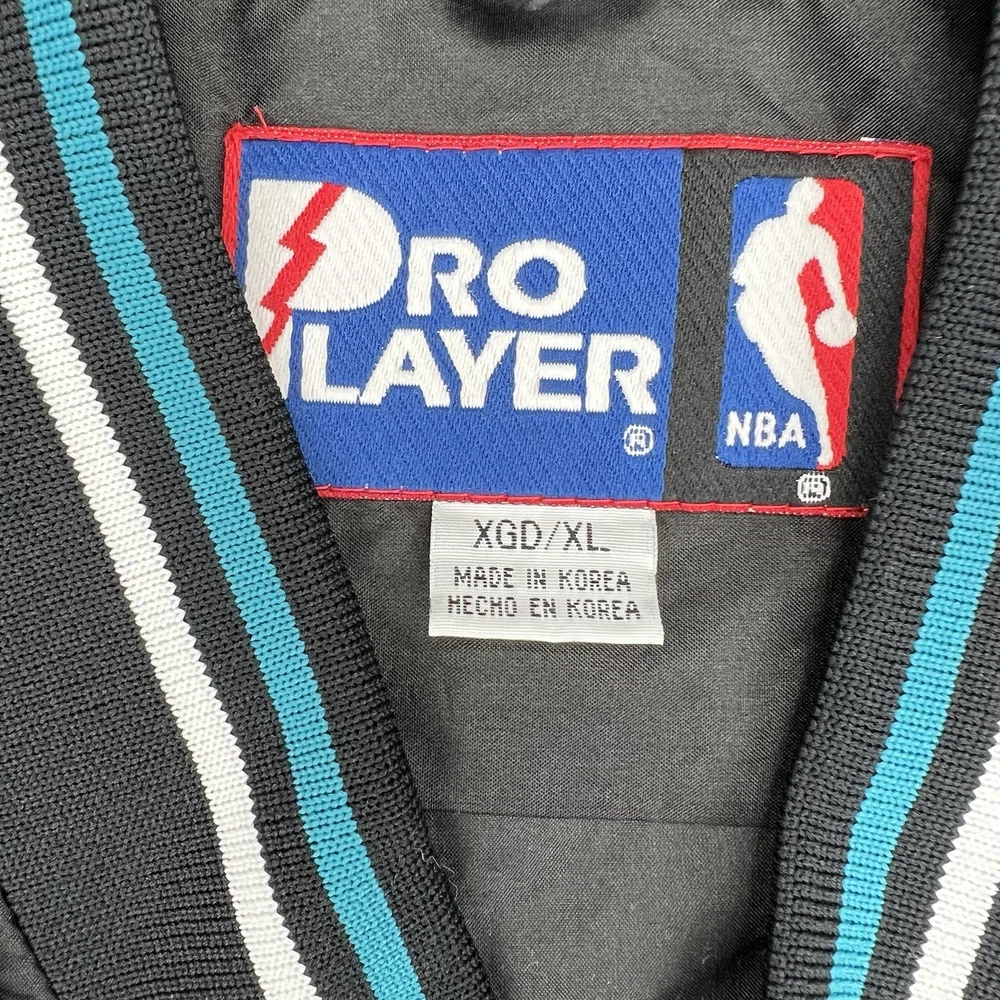 PRO
PLAYER
®
NBA
®
XGD/XL
MADE IN KOREA
HECHO EN KOREA